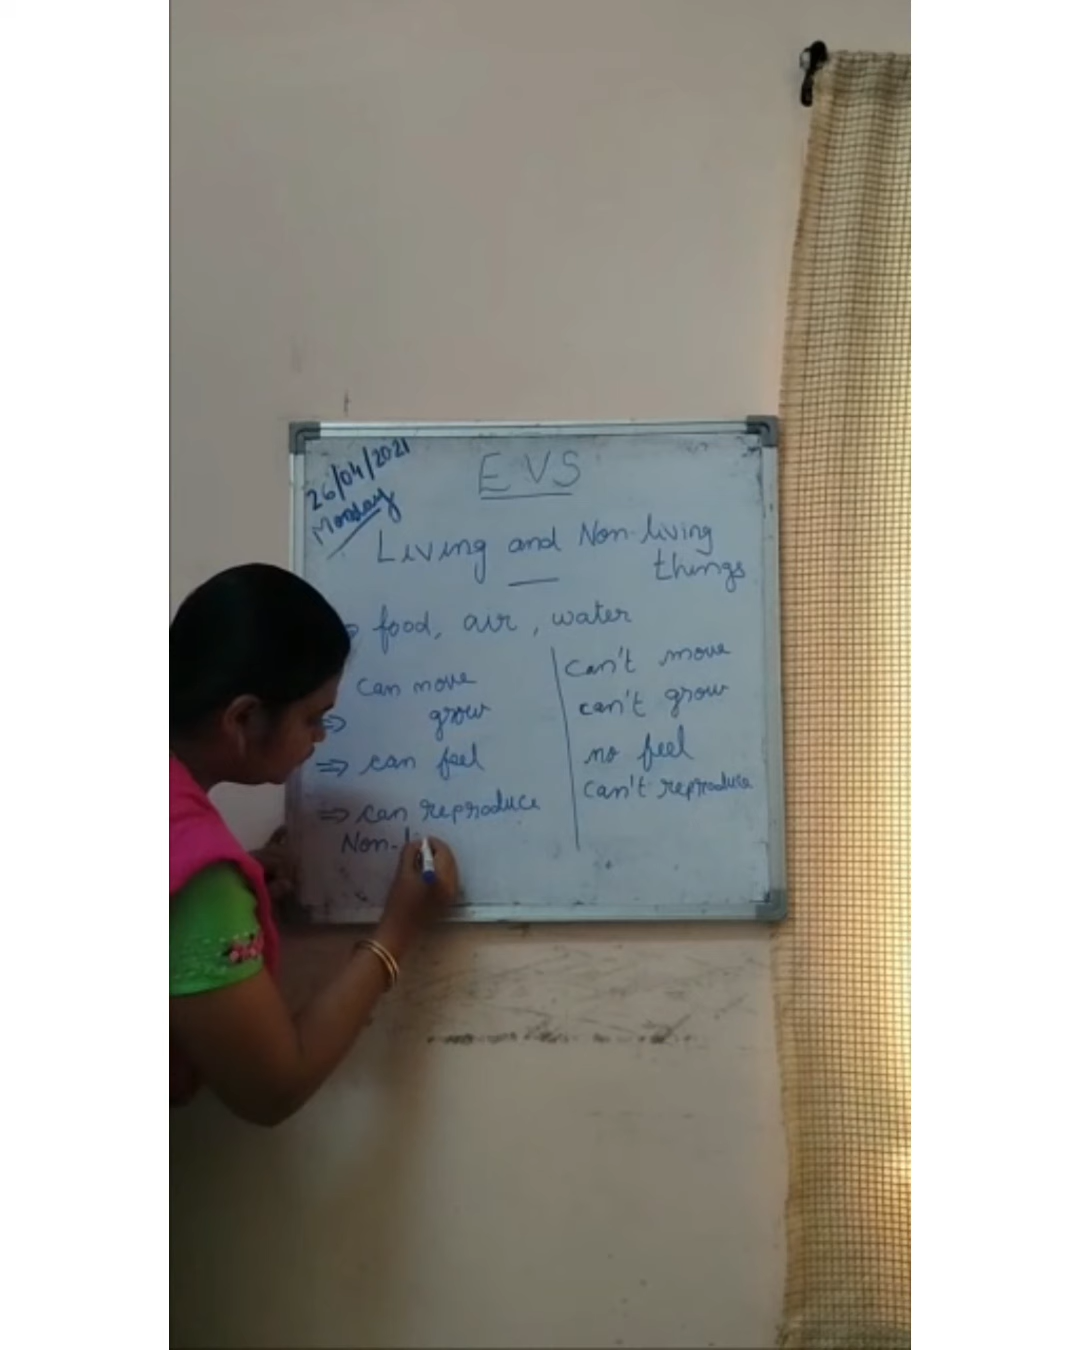 26/04/2021
Monday
EVS
Living and Non-living
things
⇒ food, air, water
can move
⇒ grow
⇒ can feel
⇒ can reproduce
can't move
can't grow
no feel
can't reproduce
Non-l